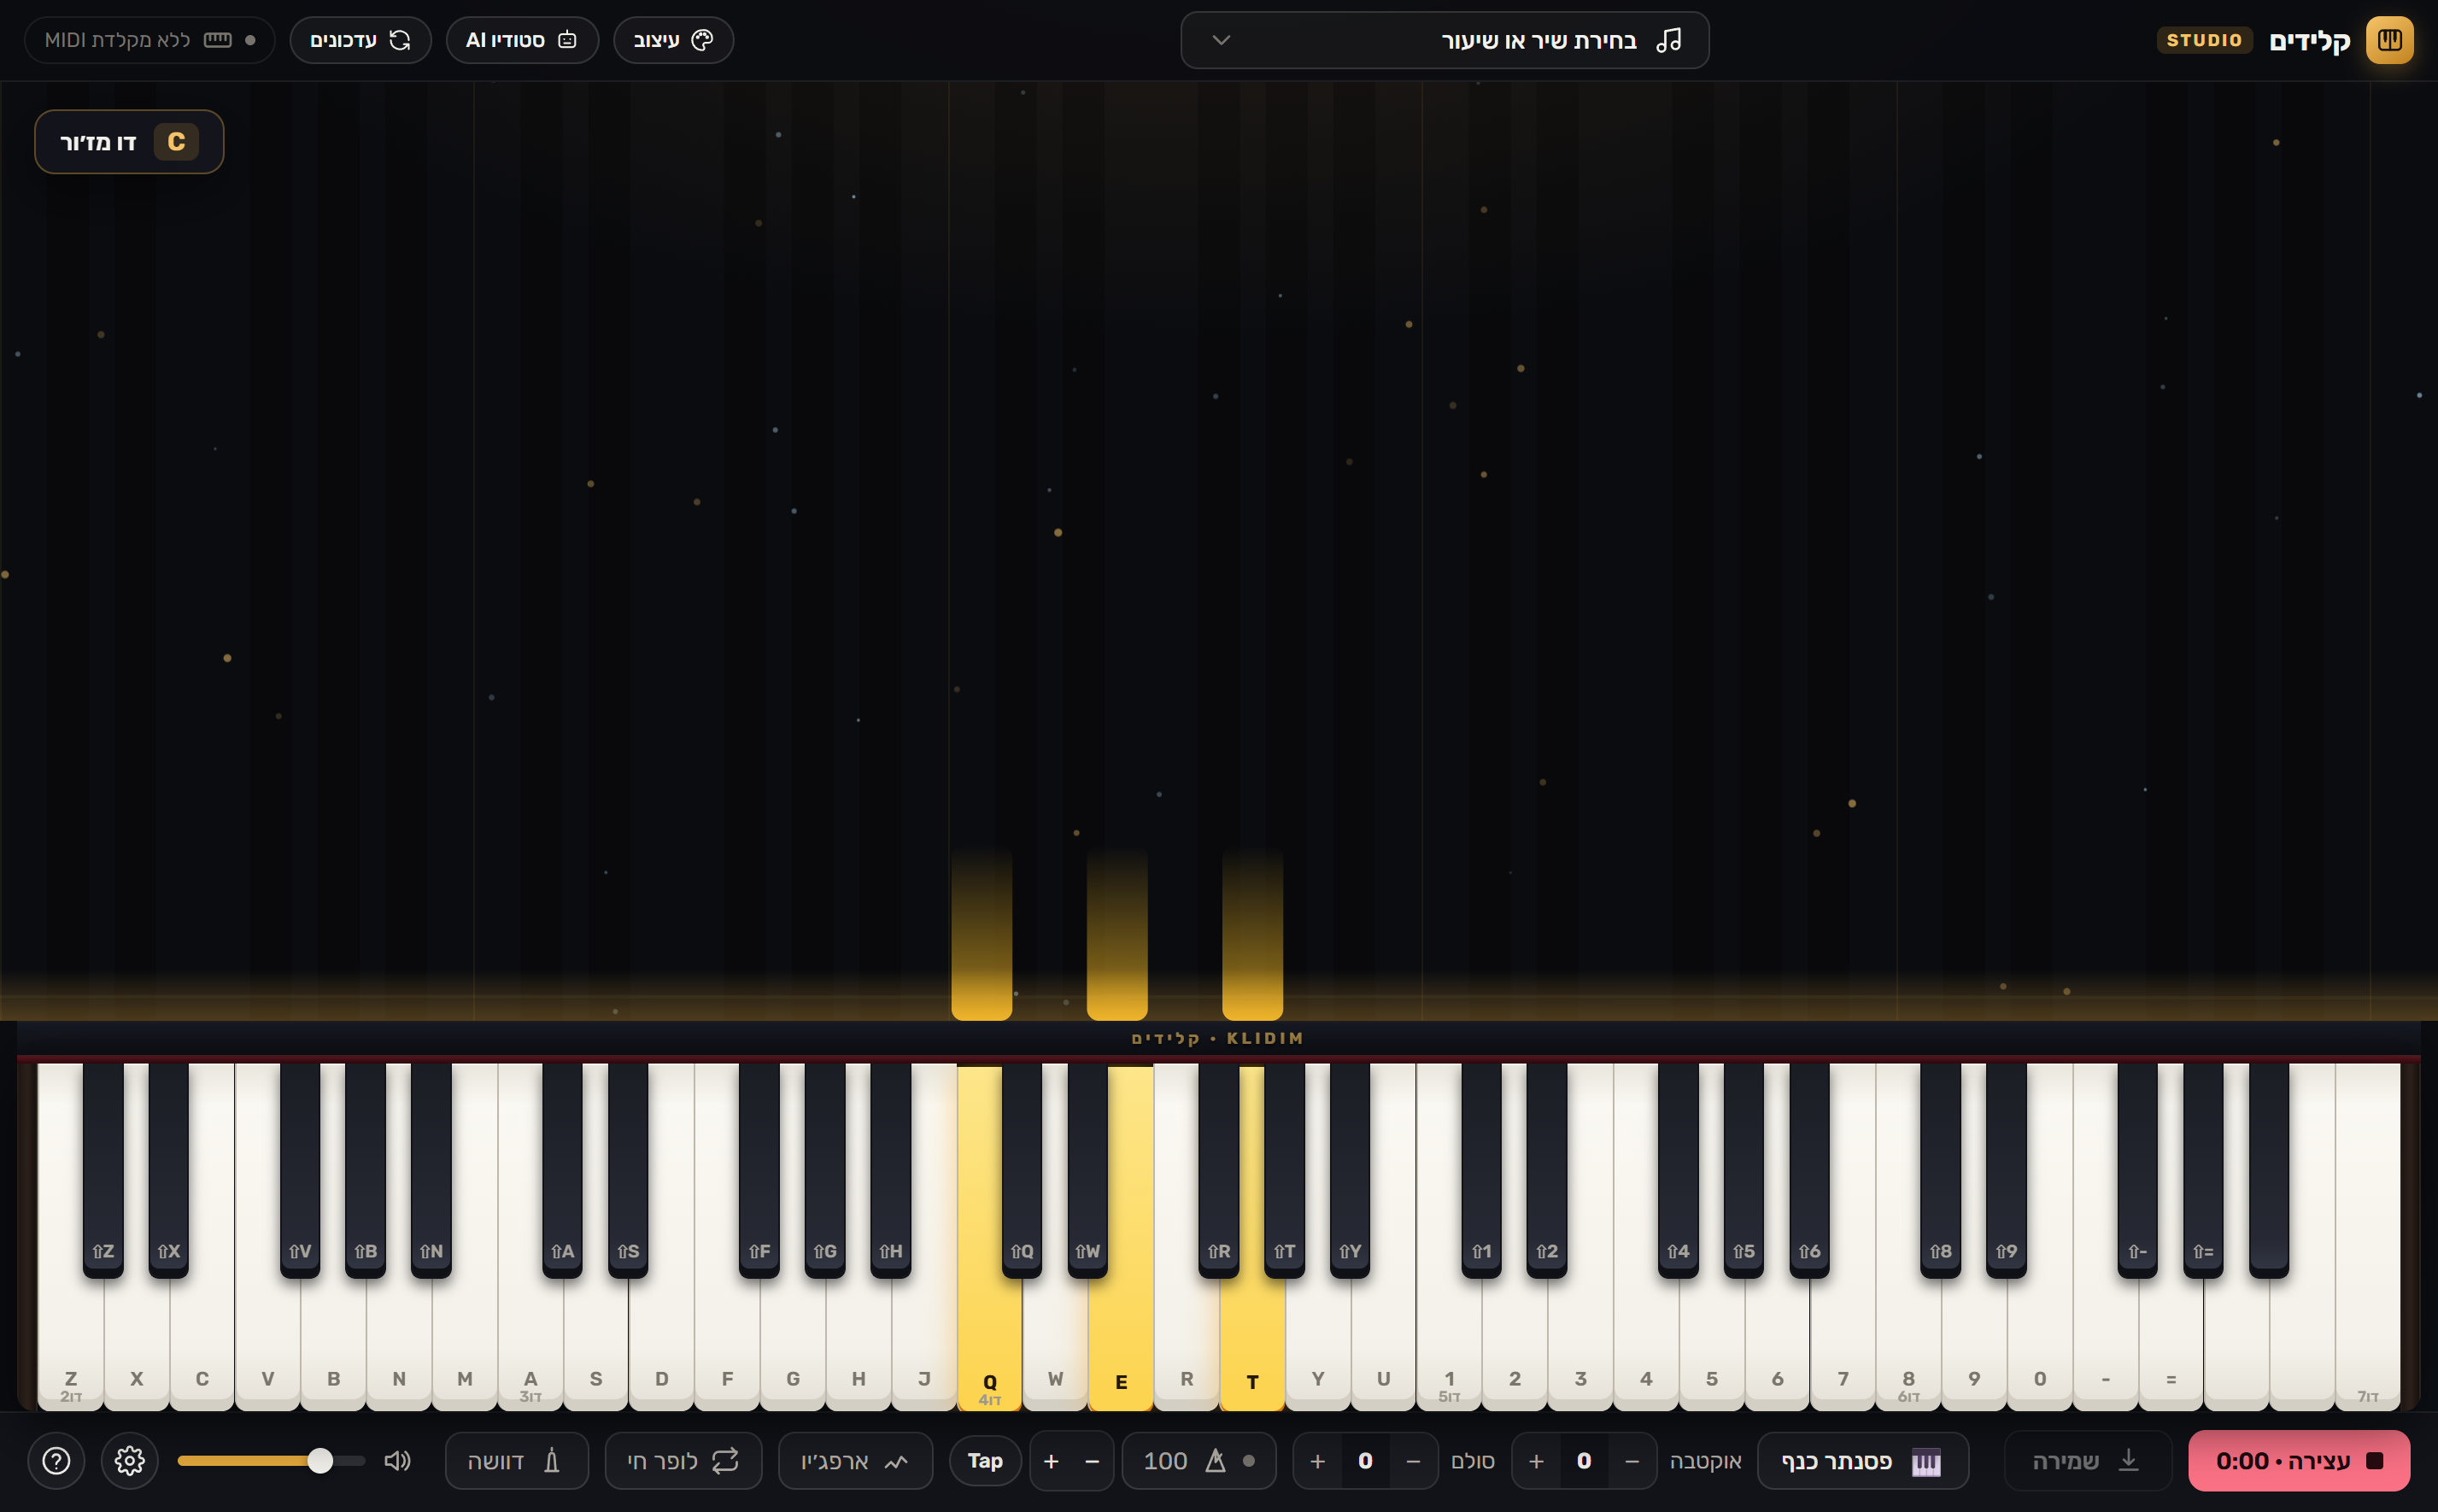 קלידים STUDIO
בחירת שיר או שיעור
עיצוב
סטודיו AI
עדכונים
ללא מקלדת MIDI
C דו מז׳ור
KLIDIM • קלידים
⇧Z ⇧X ⇧V ⇧B ⇧N ⇧A ⇧S ⇧F ⇧G ⇧H ⇧Q ⇧W ⇧R ⇧T ⇧Y ⇧1 ⇧2 ⇧4 ⇧5 ⇧6 ⇧8 ⇧9 ⇧- ⇧=
Z X C V B N M A S D F G H J Q W E R T Y U 1 2 3 4 5 6 7 8 9 0 - =
דו2 דו3 דו4 דו5 דו6 דו7
עצירה • 0:00
שמירה
פסנתר כנף
אוקטבה − 0 +
סולם − 0 +
100
− +
Tap
ארפג׳יו
לופר חי
דוושה